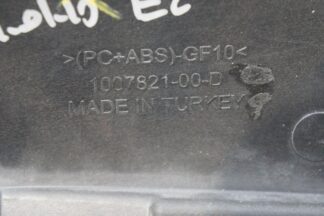 >(PC+ABS)-GF10<
1007821-00-D
MADE IN TURKEY